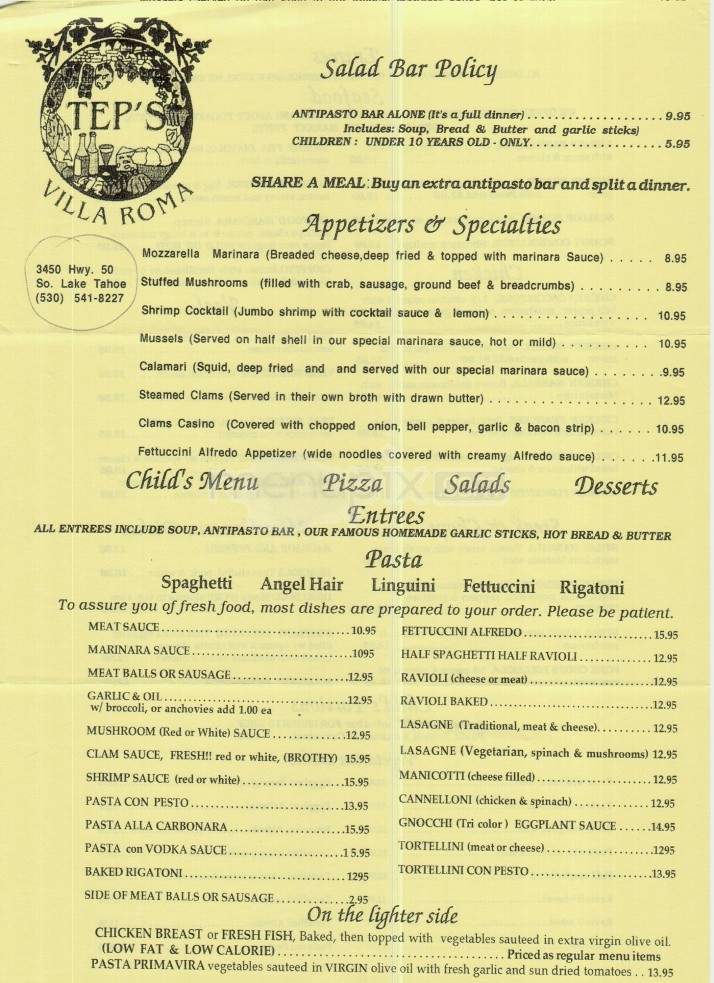 TEP'S
VILLA ROMA
3450 Hwy. 50
So. Lake Tahoe
(530) 541-8227
Salad Bar Policy
ANTIPASTO BAR ALONE (It's a full dinner) . . . . . . . . . . . . . . . . . . . . . . 9.95
Includes: Soup, Bread & Butter and garlic sticks)
CHILDREN : UNDER 10 YEARS OLD - ONLY. . . . . . . . . . . . . . . . . . . . . 5.95
SHARE A MEAL: Buy an extra antipasto bar and split a dinner.
Appetizers & Specialties
Mozzarella Marinara (Breaded cheese,deep fried & topped with marinara Sauce) . . . . . 8.95
Stuffed Mushrooms (filled with crab, sausage, ground beef & breadcrumbs) . . . . . . . . . 8.95
Shrimp Cocktail (Jumbo shrimp with cocktail sauce & lemon) . . . . . . . . . . . . . . . . . . 10.95
Mussels (Served on half shell in our special marinara sauce, hot or mild) . . . . . . . . . . 10.95
Calamari (Squid, deep fried and and served with our special marinara sauce) . . . . . . . .9.95
Steamed Clams (Served in their own broth with drawn butter) . . . . . . . . . . . . . . . . . . . 12.95
Clams Casino (Covered with chopped onion, bell pepper, garlic & bacon strip) . . . . . . 10.95
Fettuccini Alfredo Appetizer (wide noodles covered with creamy Alfredo sauce) . . . . . .11.95
Child's Menu Pizza Salads Desserts
Entrees
ALL ENTREES INCLUDE SOUP, ANTIPASTO BAR , OUR FAMOUS HOMEMADE GARLIC STICKS, HOT BREAD & BUTTER
Pasta
Spaghetti Angel Hair Linguini Fettuccini Rigatoni
To assure you of fresh food, most dishes are prepared to your order. Please be patient.
MEAT SAUCE . . . . . . . . . . . . . . . . . . . . . . . . 10.95
MARINARA SAUCE . . . . . . . . . . . . . . . . . . . . 1095
MEAT BALLS OR SAUSAGE . . . . . . . . . . . . . . .12.95
GARLIC & OIL . . . . . . . . . . . . . . . . . . . . . . . .12.95
w/ broccoli, or anchovies add 1.00 ea
MUSHROOM (Red or White) SAUCE . . . . . . . . .12.95
CLAM SAUCE, FRESH!! red or white, (BROTHY) 15.95
SHRIMP SAUCE (red or white) . . . . . . . . . . . . . .15.95
PASTA CON PESTO . . . . . . . . . . . . . . . . . . . .13.95
PASTA ALLA CARBONARA . . . . . . . . . . . . . . .15.95
PASTA con VODKA SAUCE . . . . . . . . . . . . . . .1 5.95
BAKED RIGATONI . . . . . . . . . . . . . . . . . . . . . 1295
SIDE OF MEAT BALLS OR SAUSAGE . . . . . . . . . .2.95
FETTUCCINI ALFREDO . . . . . . . . . . . . . . . . . 15.95
HALF SPAGHETTI HALF RAVIOLI . . . . . . . . . . 12.95
RAVIOLI (cheese or meat) . . . . . . . . . . . . . . . . .12.95
RAVIOLI BAKED . . . . . . . . . . . . . . . . . . . . . . 12.95
LASAGNE (Traditional, meat & cheese). . . . . . . . 12.95
LASAGNE (Vegetarian, spinach & mushrooms) 12.95
MANICOTTI (cheese filled) . . . . . . . . . . . . . . . . 12.95
CANNELLONI (chicken & spinach) . . . . . . . . . . 12.95
GNOCCHI (Tri color ) EGGPLANT SAUCE . . . . . .14.95
TORTELLINI (meat or cheese) . . . . . . . . . . . . . . .1295
TORTELLINI CON PESTO . . . . . . . . . . . . . . . . .13.95
On the lighter side
CHICKEN BREAST or FRESH FISH, Baked, then topped with vegetables sauteed in extra virgin olive oil.
(LOW FAT & LOW CALORIE) . . . . . . . . . . . . . . . . . . . . . . . . . . . . . . Priced as regular menu items
PASTA PRIMAVIRA vegetables sauteed in VIRGIN olive oil with fresh garlic and sun dried tomatoes . . 13.95